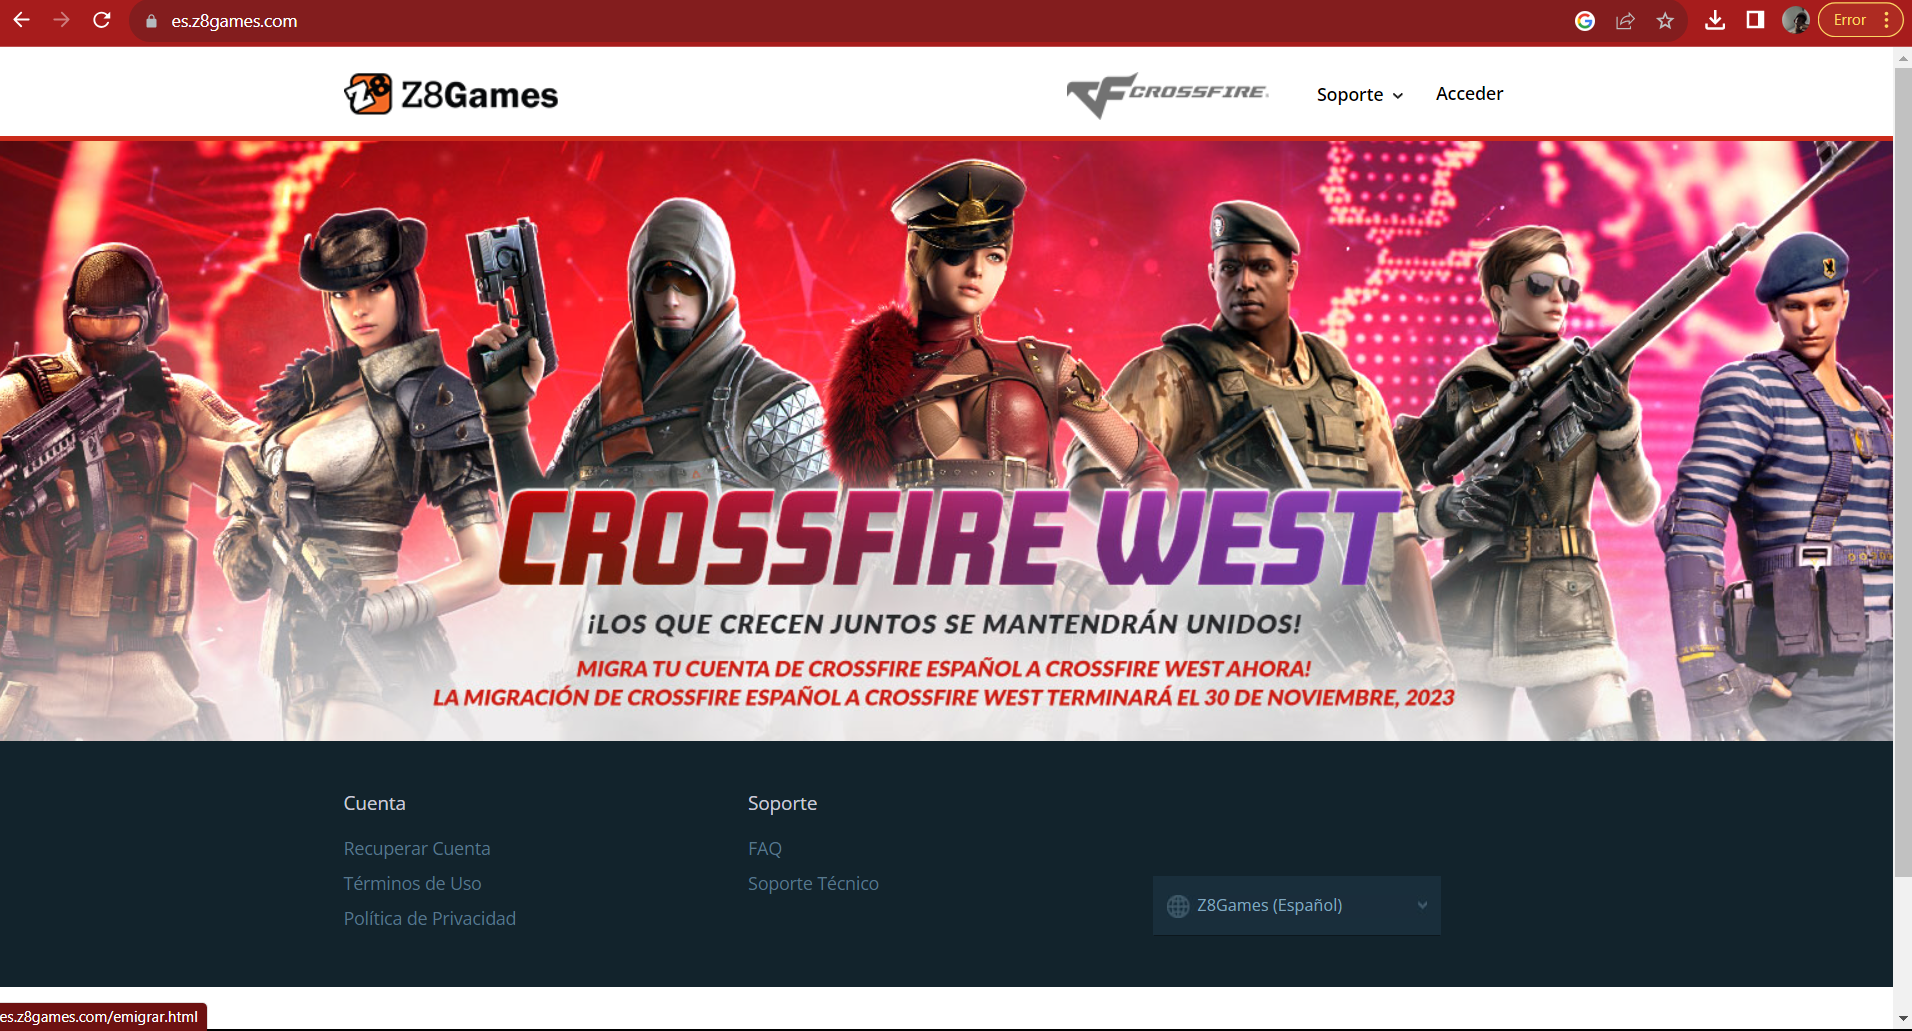 es.z8games.com
Error
Z8 Z8Games
CF CROSSFIRE.
Soporte
Acceder
CROSSFIRE WEST
¡LOS QUE CRECEN JUNTOS SE MANTENDRÁN UNIDOS!
MIGRA TU CUENTA DE CROSSFIRE ESPAÑOL A CROSSFIRE WEST AHORA!
LA MIGRACIÓN DE CROSSFIRE ESPAÑOL A CROSSFIRE WEST TERMINARÁ EL 30 DE NOVIEMBRE, 2023
Cuenta
Recuperar Cuenta
Términos de Uso
Política de Privacidad
Soporte
FAQ
Soporte Técnico
Z8Games (Español)
es.z8games.com/emigrar.html